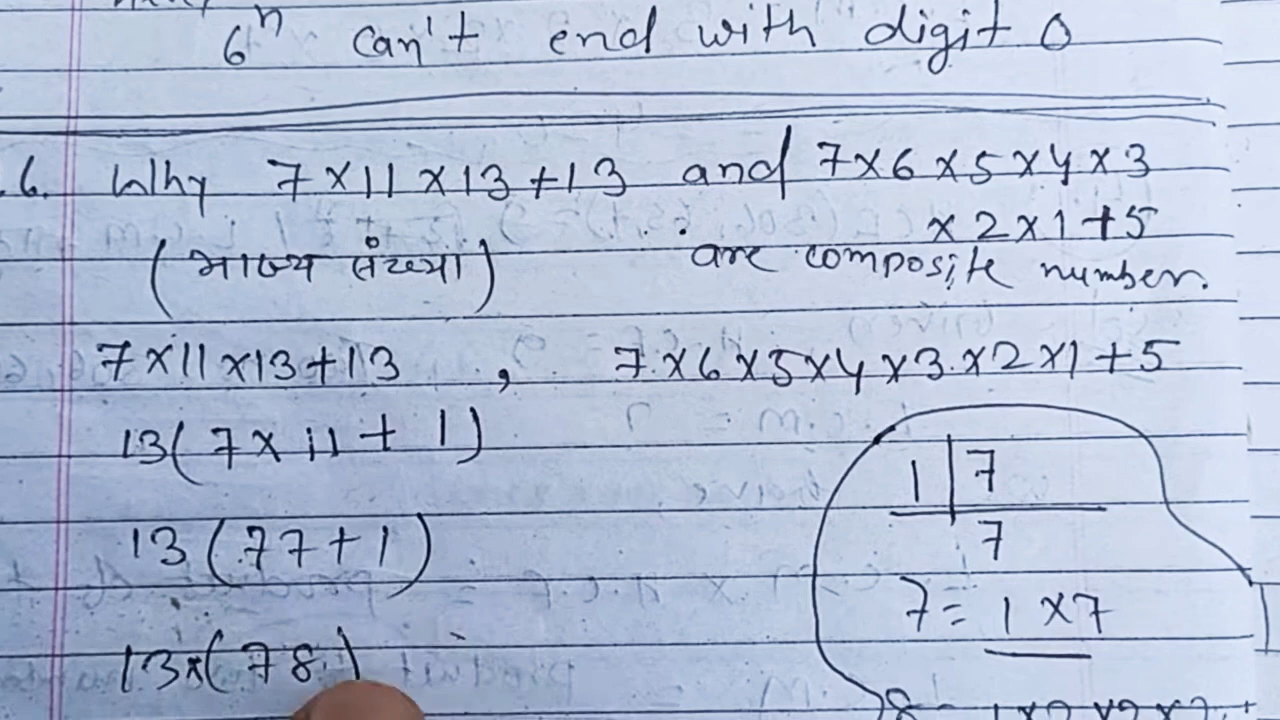 6ⁿ can't end with digit 0
6. Why 7×11×13+13 and 7×6×5×4×3
×2×1+5
(भाज्य संख्या) are composite number.
7×11×13+13 , 7×6×5×4×3×2×1+5
13(7×11+1)
1 | 7
13(77+1)
7
7= 1×7
13×(78)